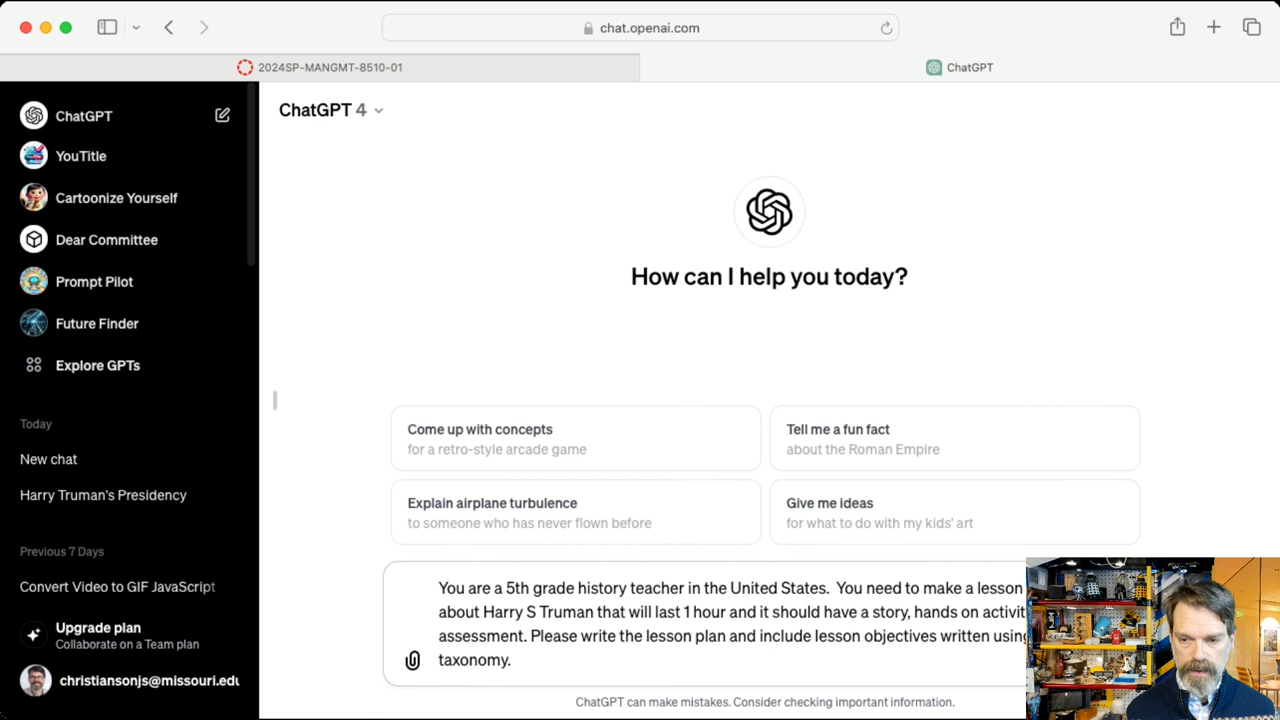 chat.openai.com
2024SP-MANGMT-8510-01
ChatGPT
ChatGPT
YouTitle
Cartoonize Yourself
Dear Committee
Prompt Pilot
Future Finder
Explore GPTs
Today
New chat
Harry Truman's Presidency
Previous 7 Days
Convert Video to GIF JavaScript
Upgrade plan
Collaborate on a Team plan
christiansonjs@missouri.edu
ChatGPT 4
How can I help you today?
Come up with concepts
for a retro-style arcade game
Tell me a fun fact
about the Roman Empire
Explain airplane turbulence
to someone who has never flown before
Give me ideas
for what to do with my kids' art
You are a 5th grade history teacher in the United States.  You need to make a lesson
about Harry S Truman that will last 1 hour and it should have a story, hands on
assessment. Please write the lesson plan and include lesson objectives written using
taxonomy.
ChatGPT can make mistakes. Consider checking important information.